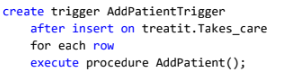 create trigger AddPatientTrigger
after insert on treatit.Takes_care
for each row
execute procedure AddPatient();